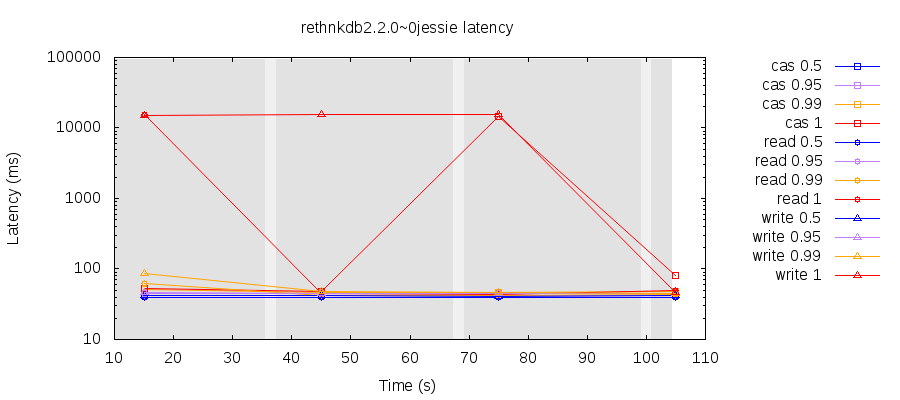 rethnkdb2.2.0~0jessie latency
100000
10000
1000
100
10
Latency (ms)
10 20 30 40 50 60 70 80 90 100 110
Time (s)
cas 0.5
cas 0.95
cas 0.99
cas 1
read 0.5
read 0.95
read 0.99
read 1
write 0.5
write 0.95
write 0.99
write 1